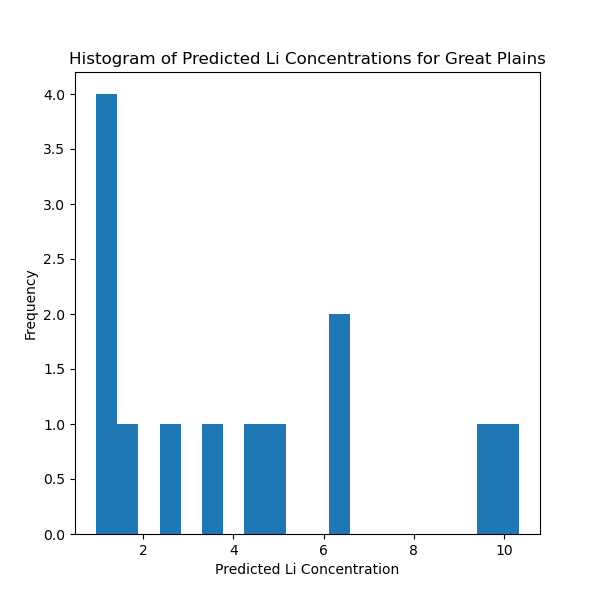 Histogram of Predicted Li Concentrations for Great Plains
4.0
3.5
3.0
2.5
2.0
1.5
1.0
0.5
0.0
Frequency
2 4 6 8 10
Predicted Li Concentration